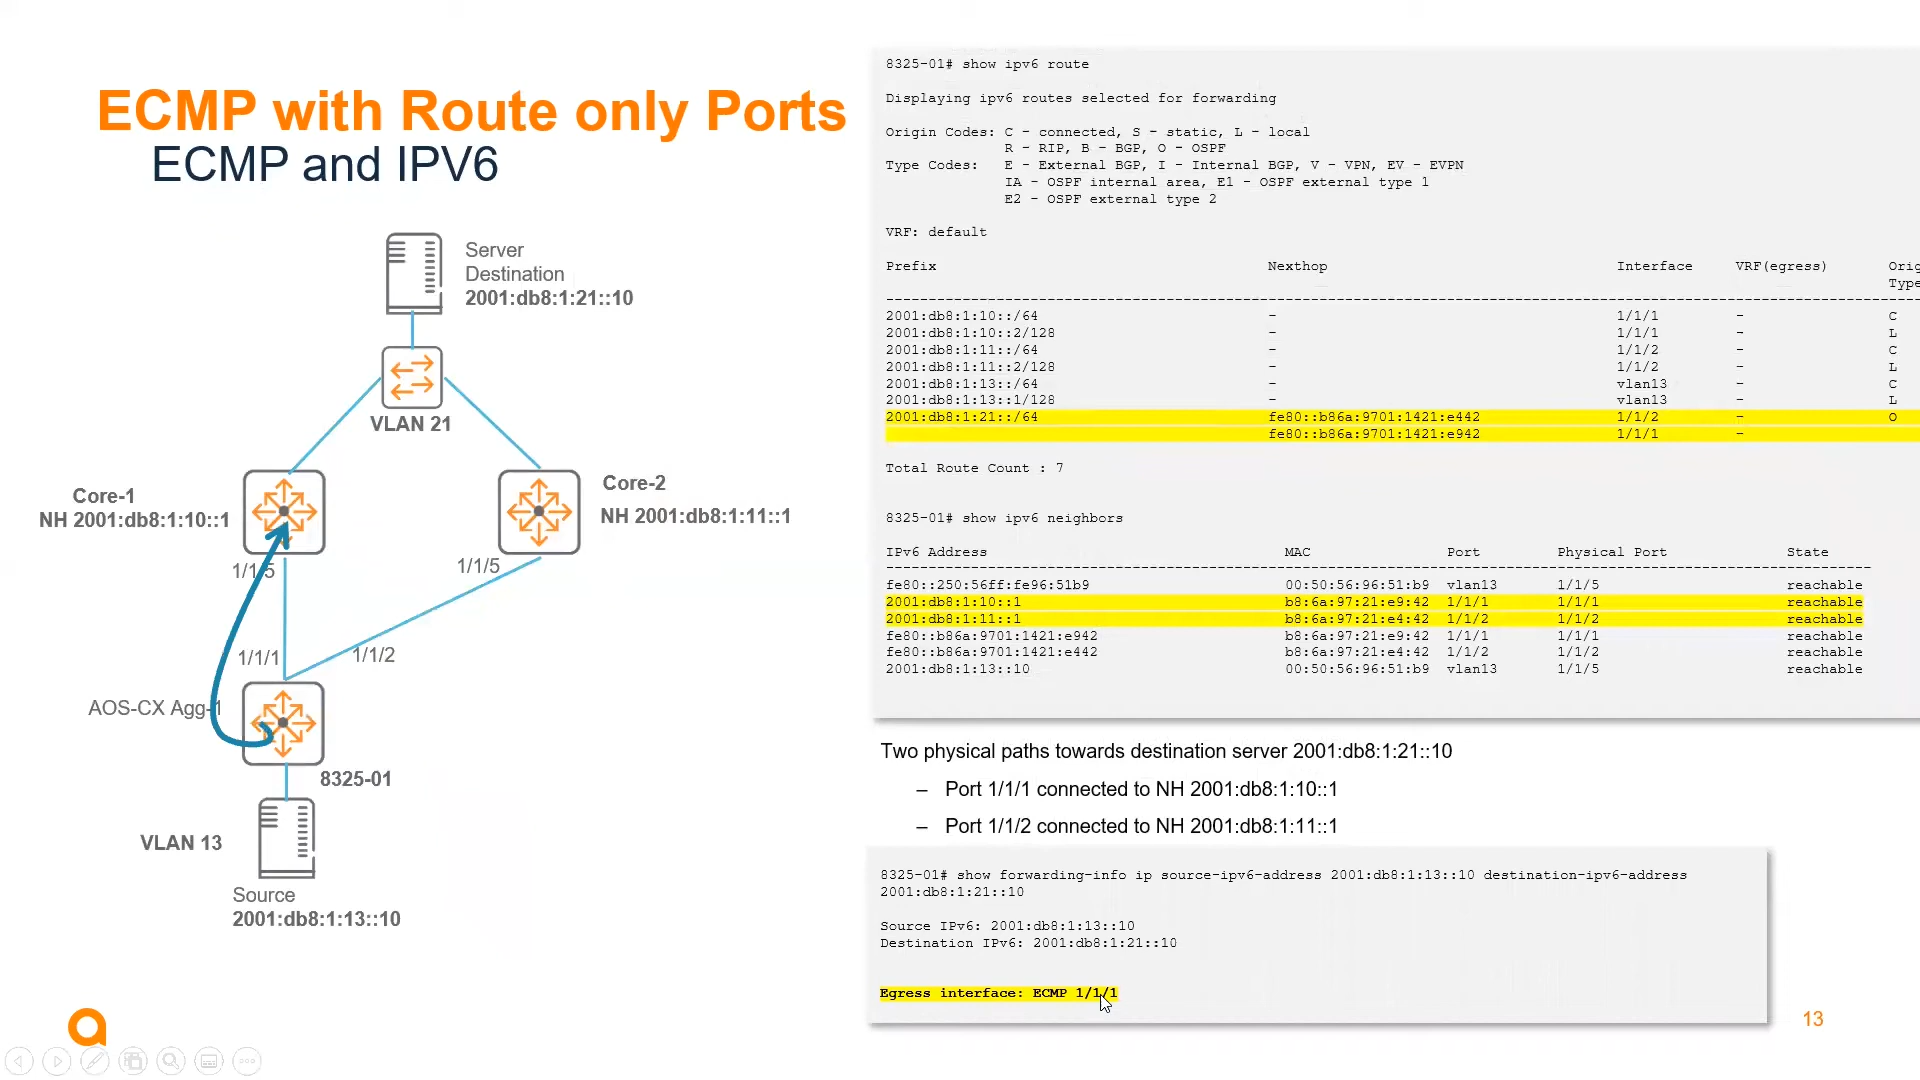 ECMP with Route only Ports
ECMP and IPV6
Server
Destination
2001:db8:1:21::10
VLAN 21
Core-1
NH 2001:db8:1:10::1
Core-2
NH 2001:db8:1:11::1
1/1/5
1/1/5
1/1/1
1/1/2
AOS-CX Agg-1
8325-01
VLAN 13
Source
2001:db8:1:13::10
8325-01# show ipv6 route
Displaying ipv6 routes selected for forwarding
Origin Codes: C - connected, S - static, L - local
R - RIP, B - BGP, O - OSPF
Type Codes: E - External BGP, I - Internal BGP, V - VPN, EV - EVPN
IA - OSPF internal area, E1 - OSPF external type 1
E2 - OSPF external type 2
VRF: default
Prefix Nexthop Interface VRF(egress) Orig
Type
--------------------------------------------------------------------------------
2001:db8:1:10::/64 - 1/1/1 - C
2001:db8:1:10::2/128 - 1/1/1 - L
2001:db8:1:11::/64 - 1/1/2 - C
2001:db8:1:11::2/128 - 1/1/2 - L
2001:db8:1:13::/64 - vlan13 - C
2001:db8:1:13::1/128 - vlan13 - L
2001:db8:1:21::/64 fe80::b86a:9701:1421:e442 1/1/2 - O
fe80::b86a:9701:1421:e942 1/1/1 -
Total Route Count : 7
8325-01# show ipv6 neighbors
IPv6 Address MAC Port Physical Port State
--------------------------------------------------------------------------------
fe80::250:56ff:fe96:51b9 00:50:56:96:51:b9 vlan13 1/1/5 reachable
2001:db8:1:10::1 b8:6a:97:21:e9:42 1/1/1 1/1/1 reachable
2001:db8:1:11::1 b8:6a:97:21:e4:42 1/1/2 1/1/2 reachable
fe80::b86a:9701:1421:e942 b8:6a:97:21:e9:42 1/1/1 1/1/1 reachable
fe80::b86a:9701:1421:e442 b8:6a:97:21:e4:42 1/1/2 1/1/2 reachable
2001:db8:1:13::10 00:50:56:96:51:b9 vlan13 1/1/5 reachable
Two physical paths towards destination server 2001:db8:1:21::10
– Port 1/1/1 connected to NH 2001:db8:1:10::1
– Port 1/1/2 connected to NH 2001:db8:1:11::1
8325-01# show forwarding-info ip source-ipv6-address 2001:db8:1:13::10 destination-ipv6-address
2001:db8:1:21::10
Source IPv6: 2001:db8:1:13::10
Destination IPv6: 2001:db8:1:21::10
Egress interface: ECMP 1/1/1
13